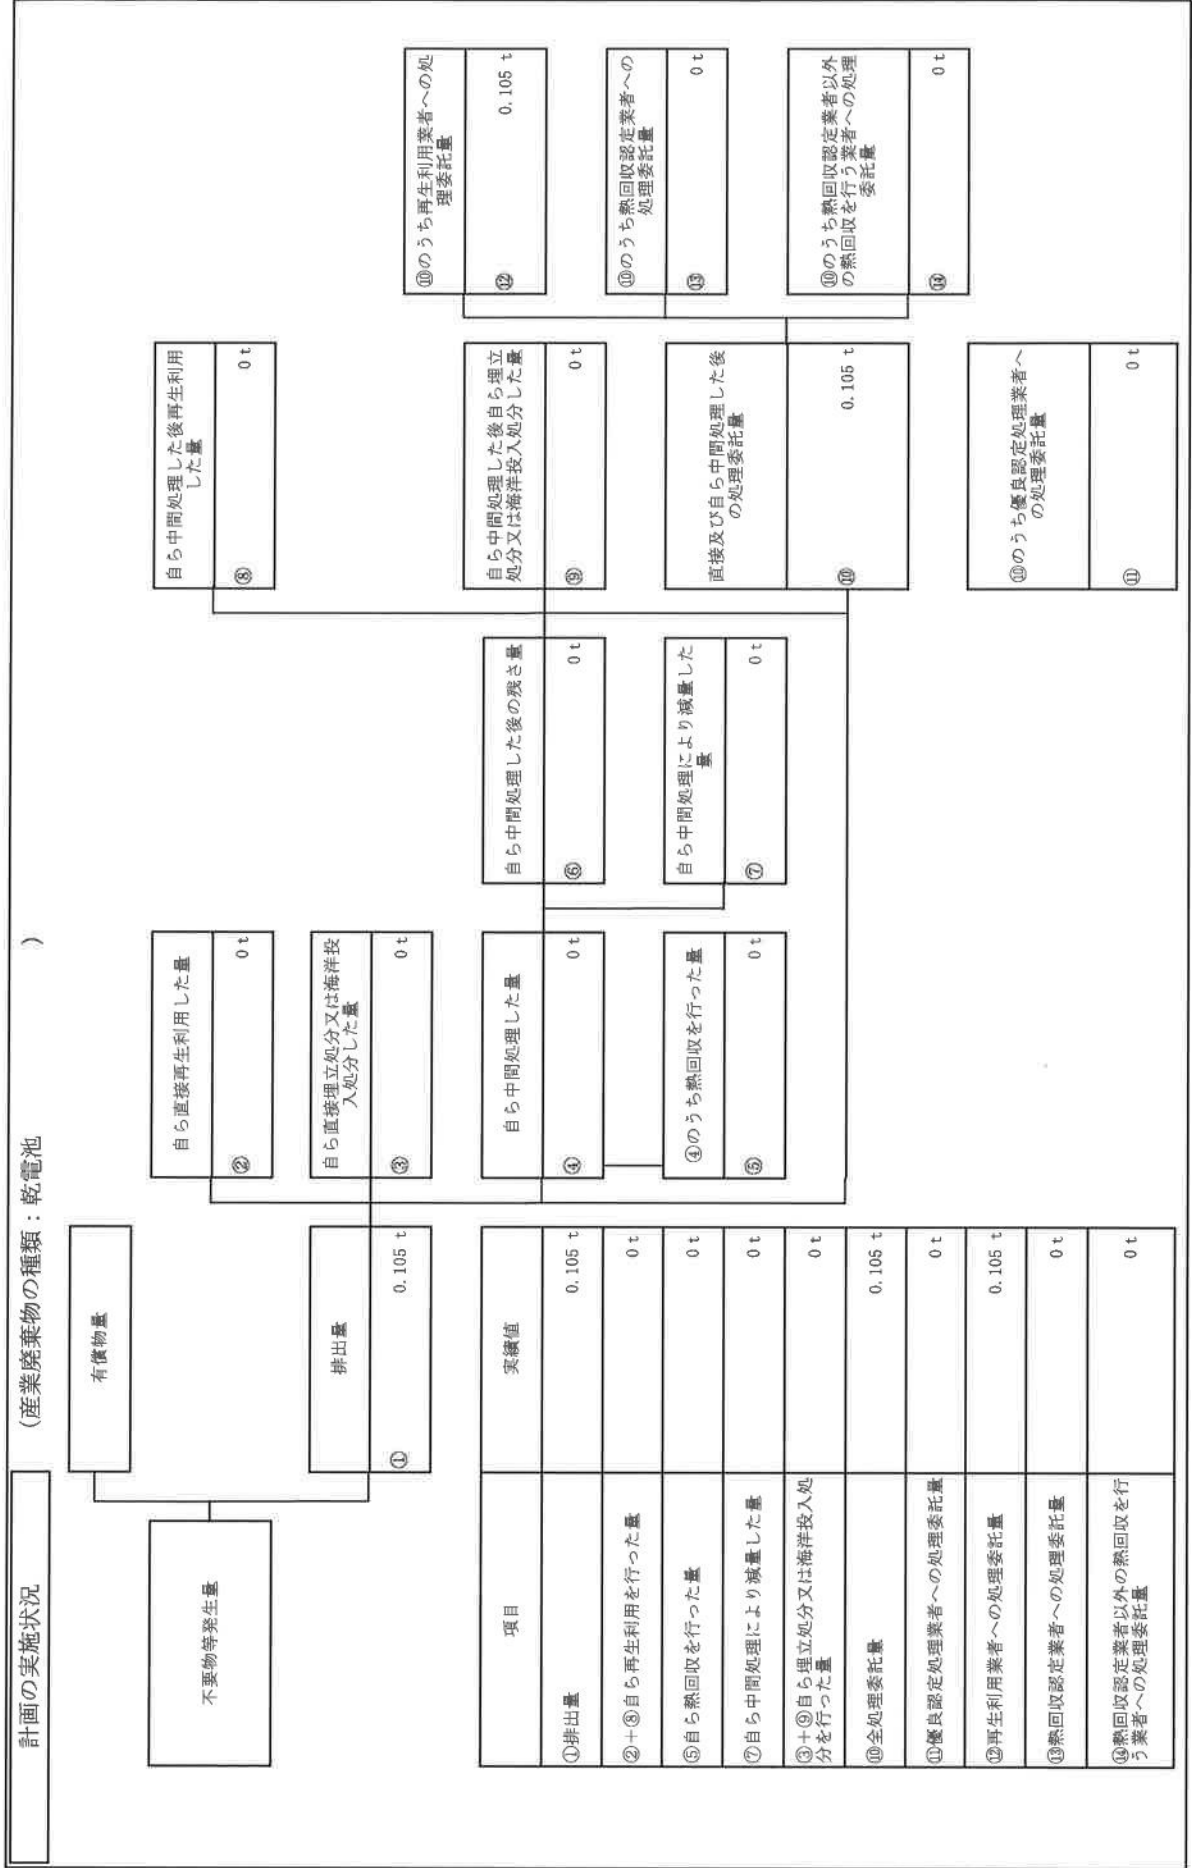 計画の実施状況
（産業廃棄物の種類：乾電池　　　　　　）
不要物等発生量
有償物量
排出量
① 0.105 t
自ら直接再生利用した量
② 0 t
自ら直接埋立処分又は海洋投
入処分した量
③ 0 t
自ら中間処理した量
④ 0 t
④のうち熱回収を行った量
⑤ 0 t
自ら中間処理した後の残さ量
⑥ 0 t
自ら中間処理により減量した
量
⑦ 0 t
自ら中間処理した後再生利用
した量
⑧ 0 t
自ら中間処理した後自ら埋立
処分又は海洋投入処分した量
⑨ 0 t
直接及び自ら中間処理した後
の処理委託量
⑩ 0.105 t
⑩のうち優良認定処理業者へ
の処理委託量
⑪ 0 t
⑩のうち再生利用業者への処
理委託量
⑫ 0.105 t
⑩のうち熱回収認定業者への
処理委託量
⑬ 0 t
⑩のうち熱回収認定業者以外
の熱回収を行う業者への処理
委託量
⑭ 0 t
項目 実績値
①排出量 0.105 t
②＋⑧自ら再生利用を行った量 0 t
⑤自ら熱回収を行った量 0 t
⑦自ら中間処理により減量した量 0 t
③＋⑨自ら埋立処分又は海洋投入処
分を行った量 0 t
⑩全処理委託量 0.105 t
⑪優良認定処理業者への処理委託量 0 t
⑫再生利用業者への処理委託量 0.105 t
⑬熱回収認定業者への処理委託量 0 t
⑭熱回収認定業者以外の熱回収を行
う業者への処理委託量 0 t